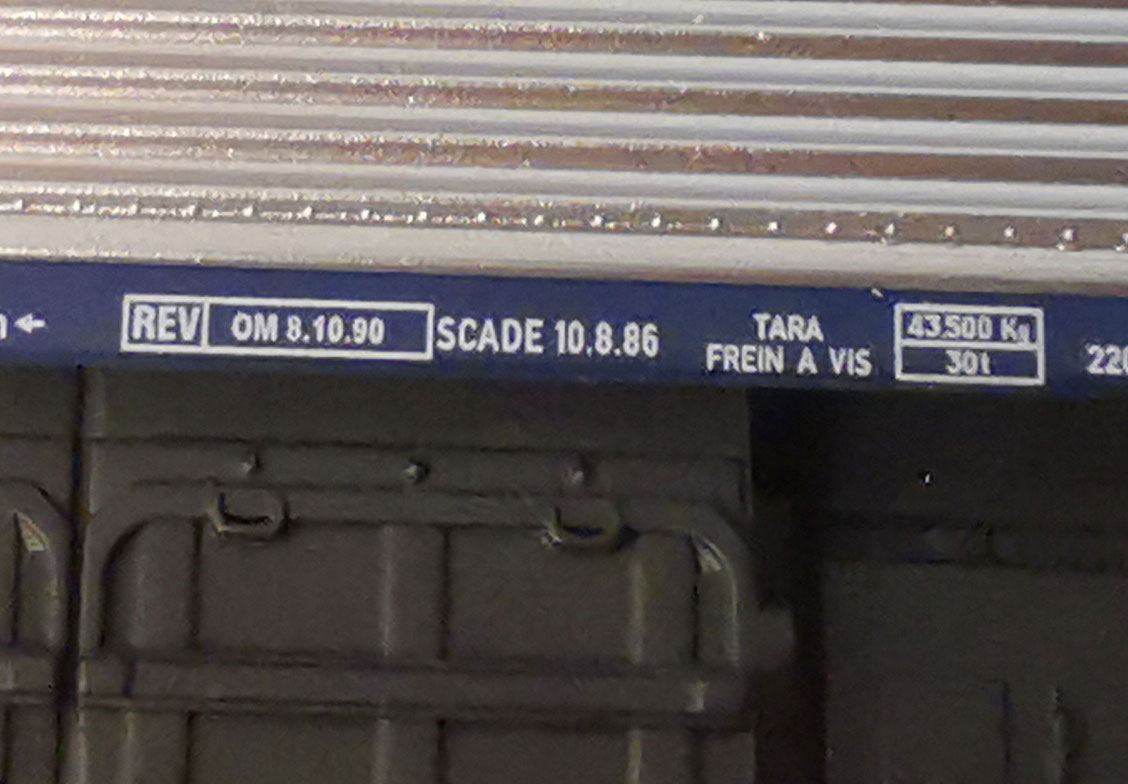 REV OM 8.10.90 SCADE 10.8.86
TARA 43.500 Kg
FREIN A VIS 30t